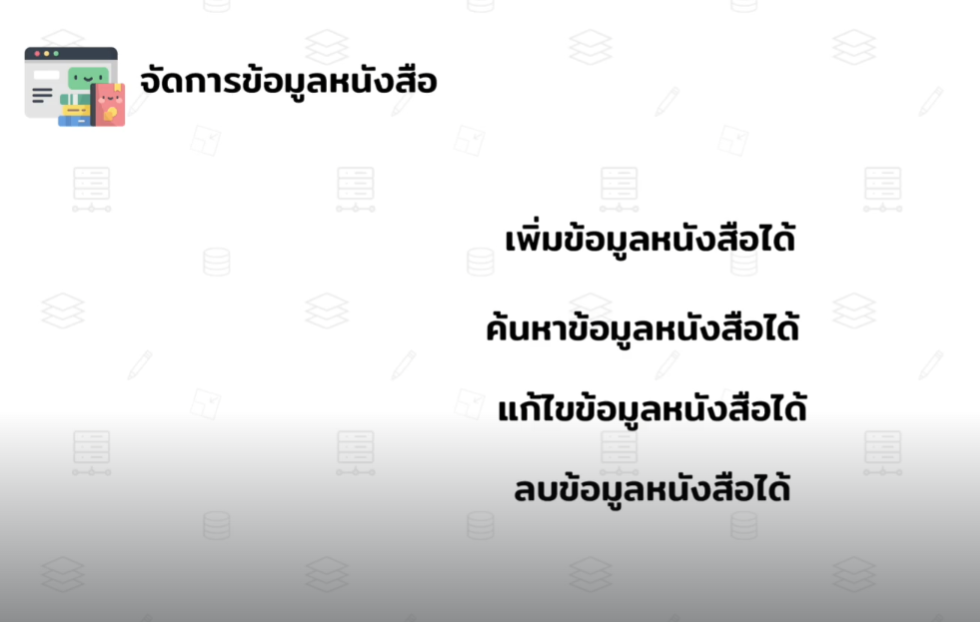 จัดการข้อมูลหนังสือ
เพิ่มข้อมูลหนังสือได้
ค้นหาข้อมูลหนังสือได้
แก้ไขข้อมูลหนังสือได้
ลบข้อมูลหนังสือได้